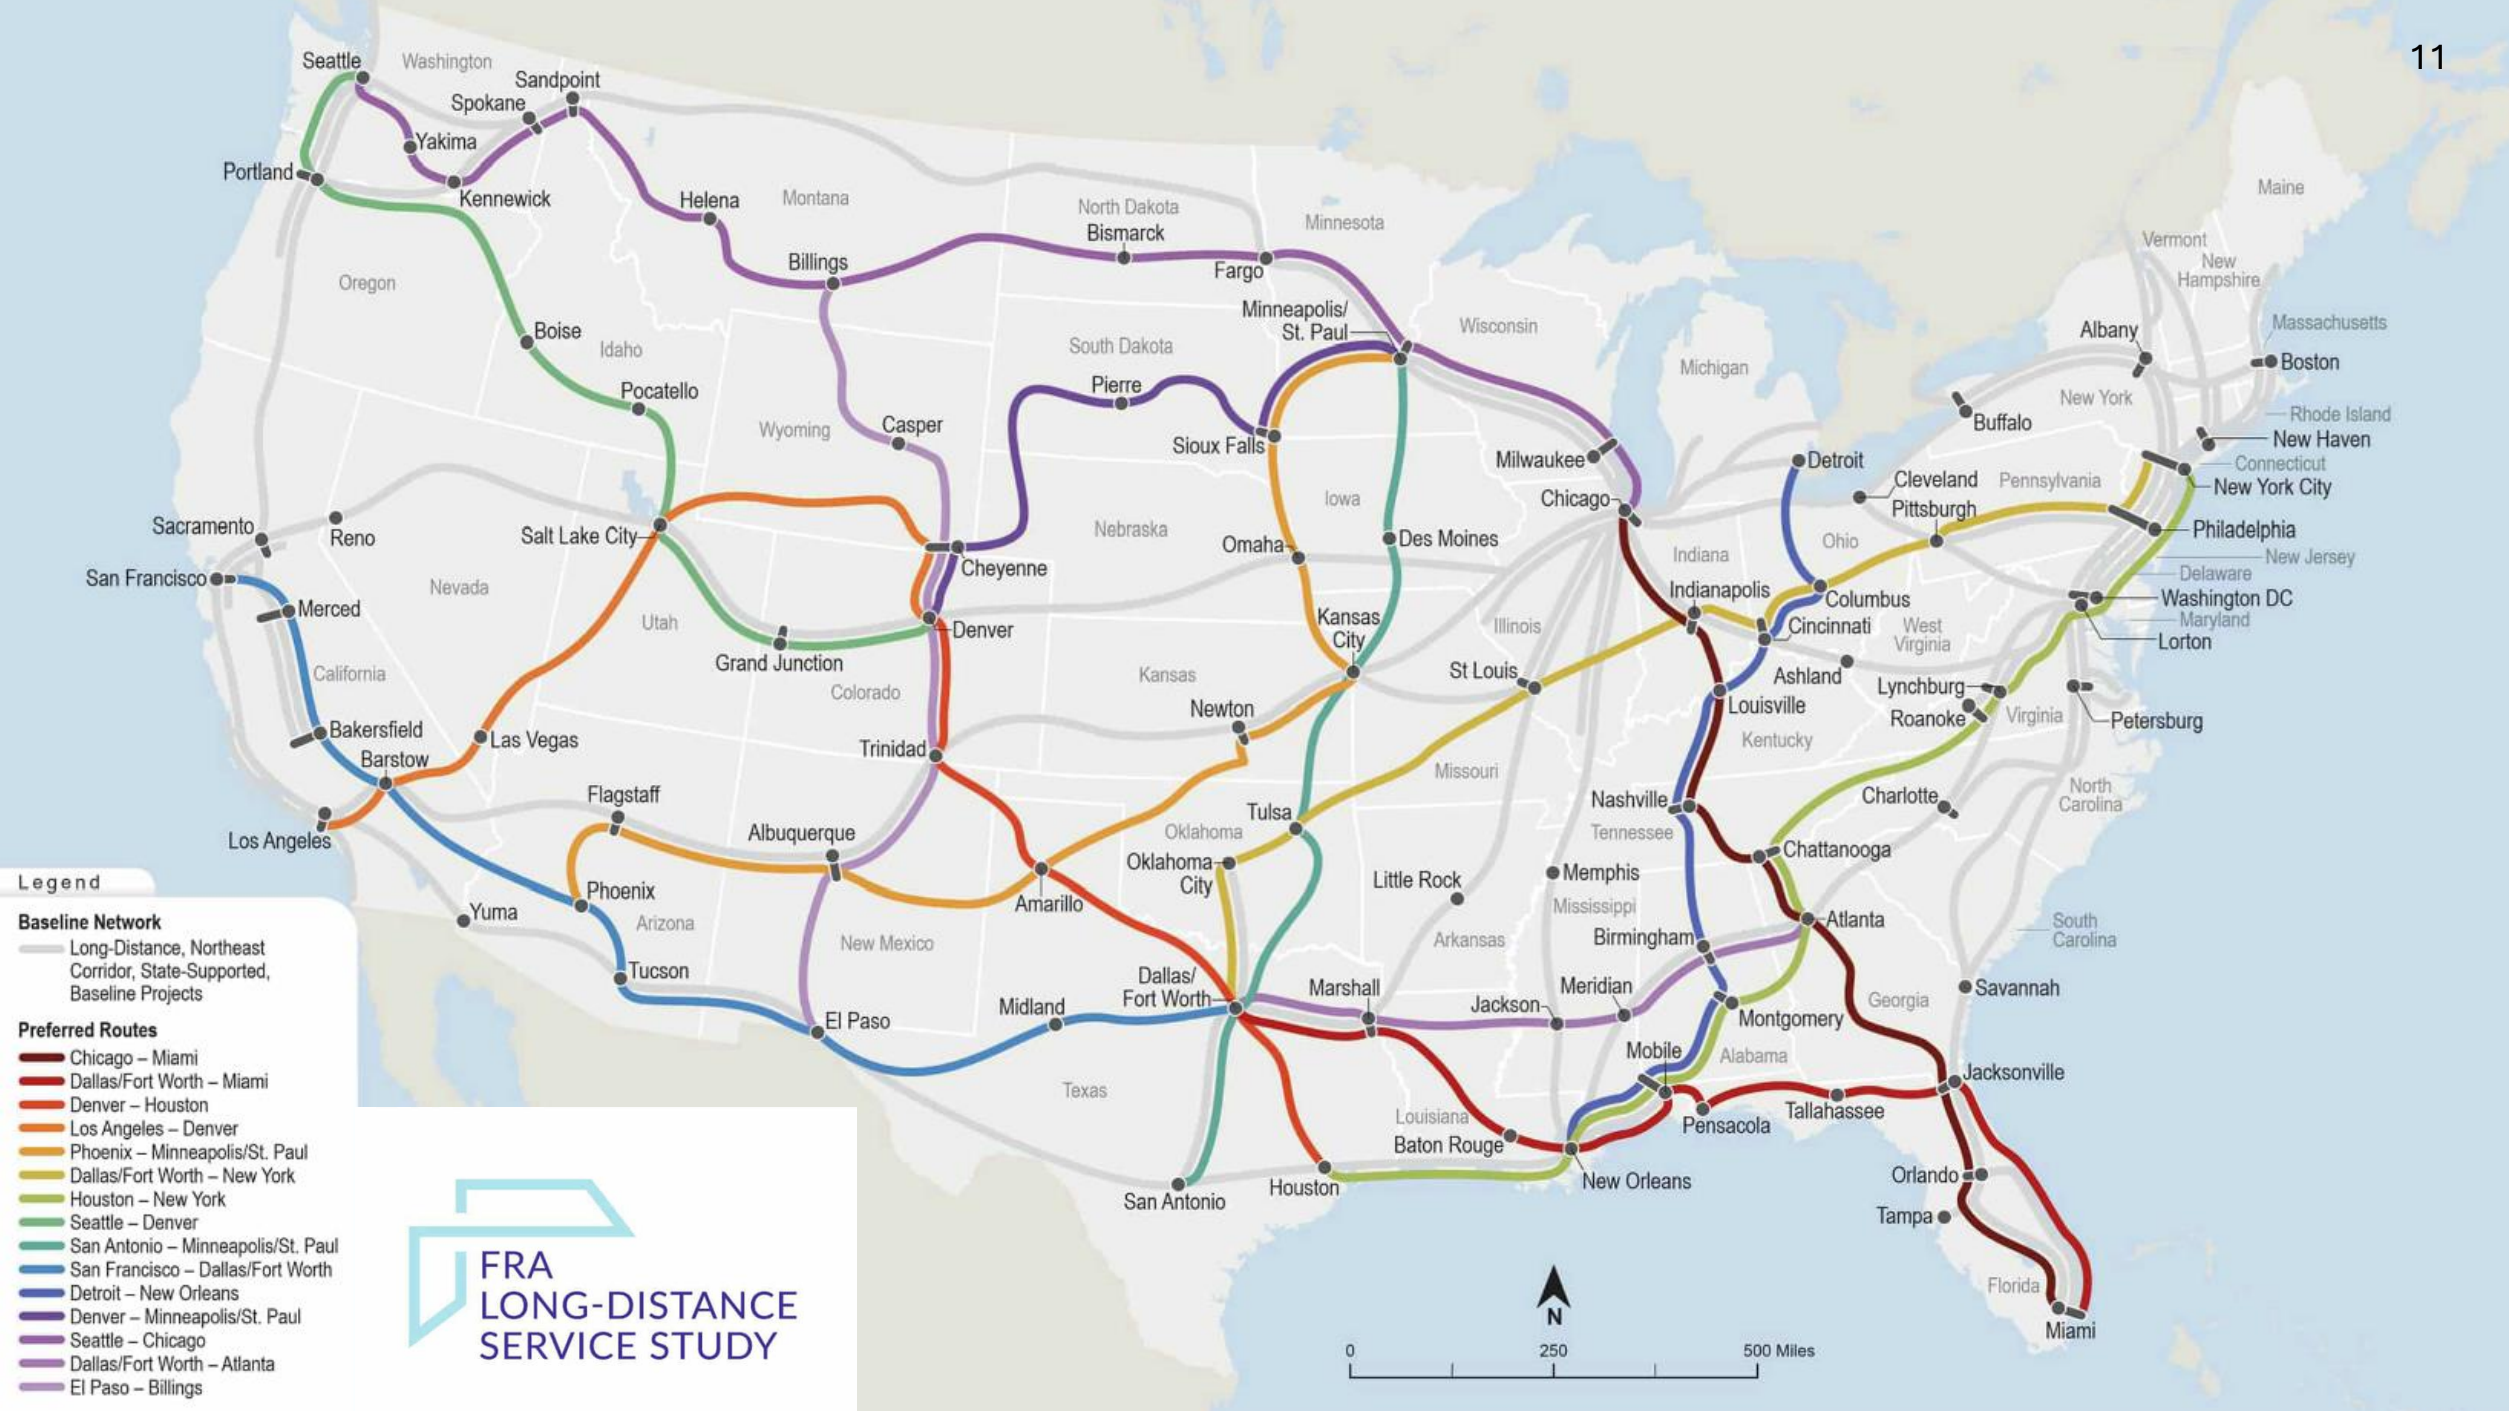 11
Seattle
Washington
Sandpoint
Spokane
Yakima
Portland
Kennewick
Helena
Montana
North Dakota
Bismarck
Minnesota
Maine
Billings
Fargo
Oregon
Vermont
New
Hampshire
Minneapolis/
St. Paul
Wisconsin
Massachusetts
Albany
Boise
Idaho
South Dakota
Michigan
Boston
Pierre
Pocatello
New York
Rhode Island
Buffalo
Wyoming
Casper
Sioux Falls
New Haven
Milwaukee
Detroit
Connecticut
Cleveland
Pennsylvania
New York City
Chicago
Iowa
Pittsburgh
Sacramento
Reno
Salt Lake City
Nebraska
Omaha
Des Moines
Ohio
Philadelphia
Indiana
New Jersey
San Francisco
Cheyenne
Delaware
Nevada
Indianapolis
Columbus
Washington DC
Merced
Utah
Denver
Kansas
City
Illinois
Cincinnati
West
Virginia
Maryland
Lorton
Grand Junction
California
Colorado
Kansas
St Louis
Ashland
Lynchburg
Newton
Louisville
Roanoke
Virginia
Petersburg
Bakersfield
Las Vegas
Trinidad
Kentucky
Barstow
Missouri
Flagstaff
Nashville
Charlotte
North
Carolina
Los Angeles
Albuquerque
Tulsa
Oklahoma
Tennessee
Chattanooga
Oklahoma
City
Little Rock
Memphis
Phoenix
Amarillo
Yuma
Arizona
Mississippi
Atlanta
South
Carolina
New Mexico
Arkansas
Birmingham
Tucson
Dallas/
Fort Worth
Marshall
Meridian
Savannah
Midland
Jackson
Georgia
El Paso
Montgomery
Mobile
Alabama
Jacksonville
Texas
Louisiana
Tallahassee
Pensacola
Baton Rouge
Orlando
New Orleans
San Antonio
Houston
Tampa
Florida
Miami
N
0
250
500 Miles
Legend
Baseline Network
Long-Distance, Northeast
Corridor, State-Supported,
Baseline Projects
Preferred Routes
Chicago – Miami
Dallas/Fort Worth – Miami
Denver – Houston
Los Angeles – Denver
Phoenix – Minneapolis/St. Paul
Dallas/Fort Worth – New York
Houston – New York
Seattle – Denver
San Antonio – Minneapolis/St. Paul
San Francisco – Dallas/Fort Worth
Detroit – New Orleans
Denver – Minneapolis/St. Paul
Seattle – Chicago
Dallas/Fort Worth – Atlanta
El Paso – Billings
FRA
LONG-DISTANCE
SERVICE STUDY